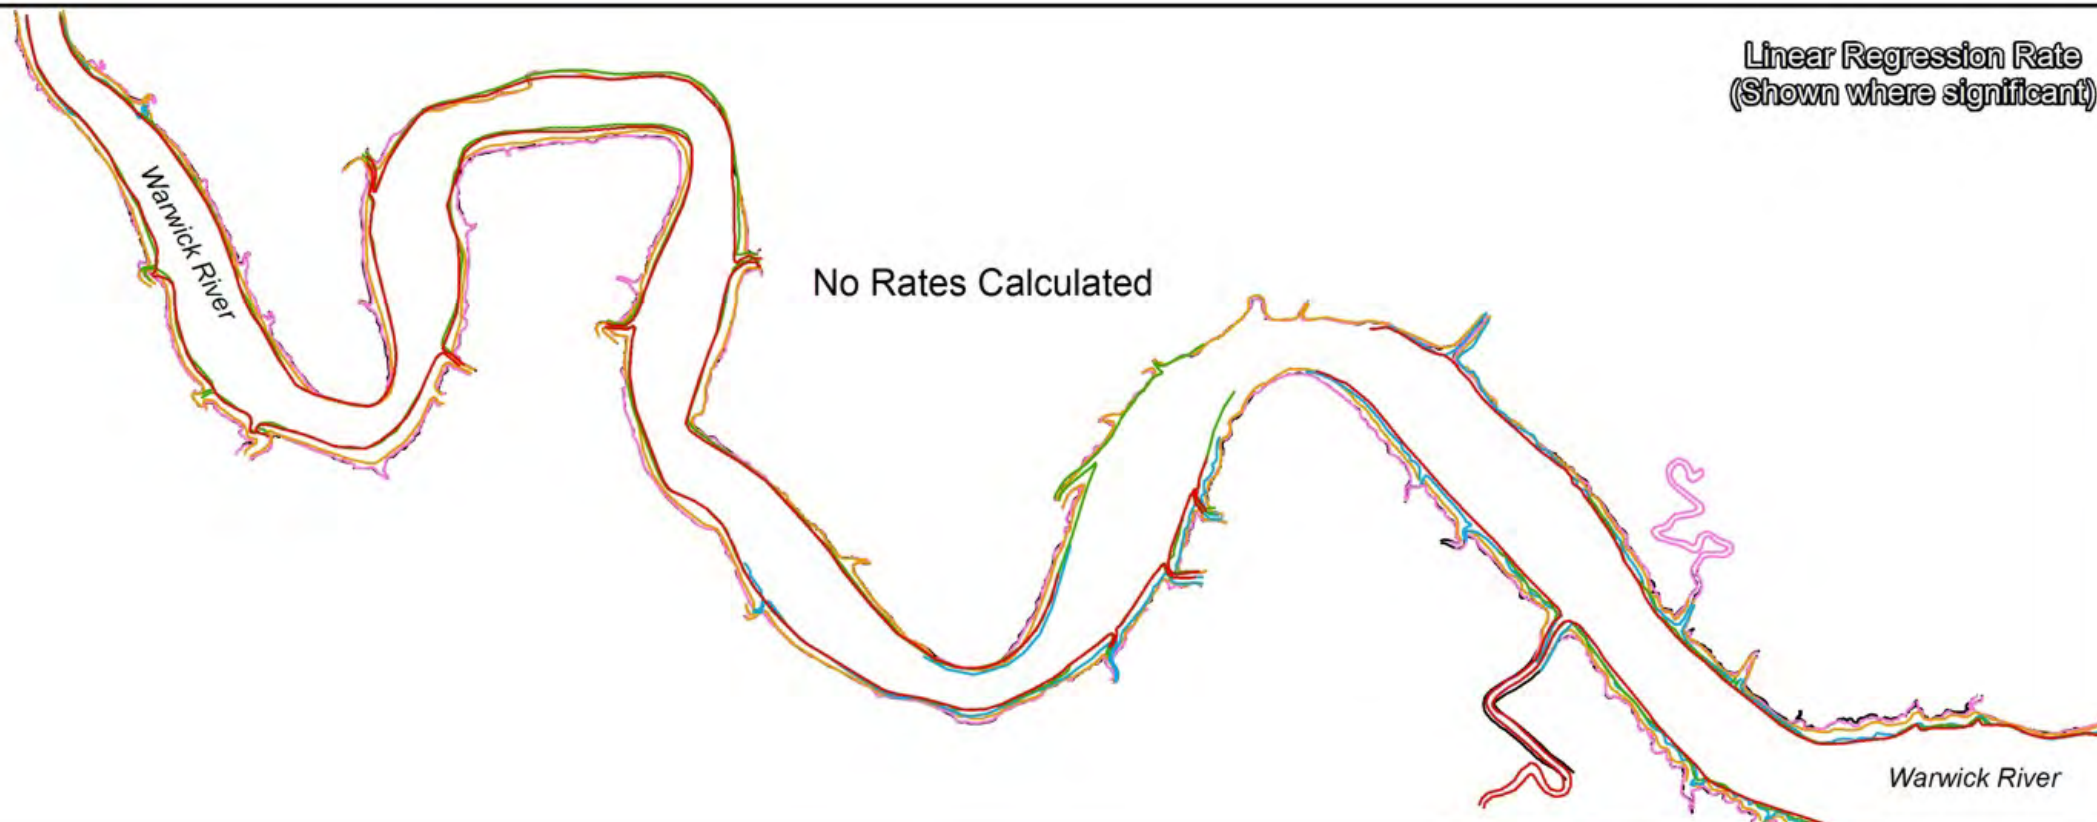 Linear Regression Rate
(Shown where significant)
Warwick River
No Rates Calculated
Warwick River